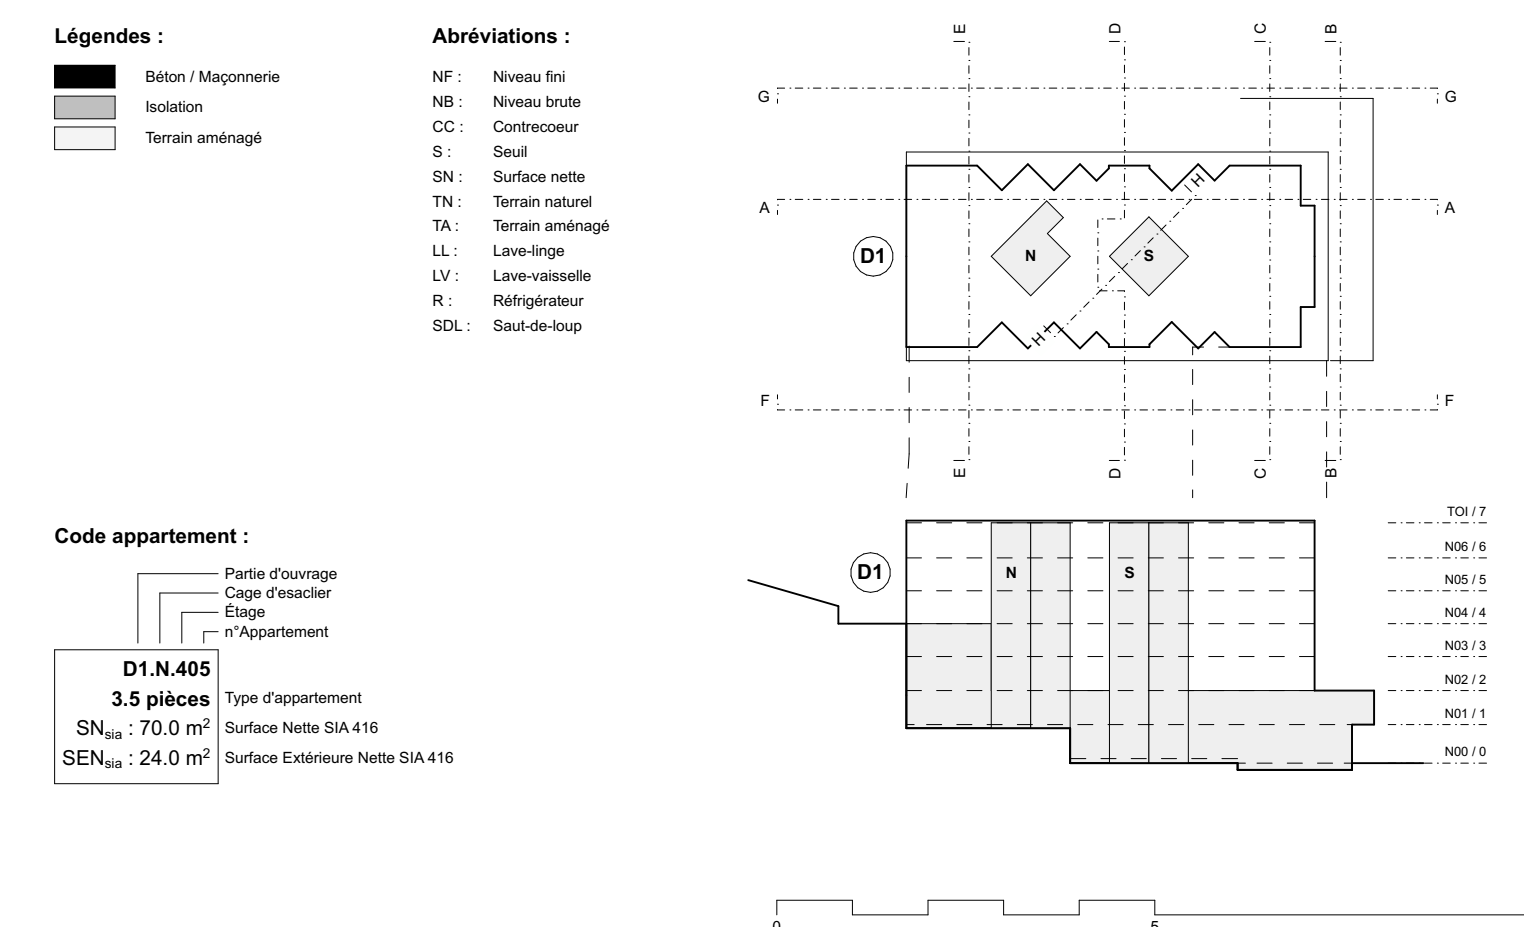 Légendes :
Béton / Maçonnerie
Isolation
Terrain aménagé
Abréviations :
NF : Niveau fini
NB : Niveau brute
CC : Contrecoeur
S : Seuil
SN : Surface nette
TN : Terrain naturel
TA : Terrain aménagé
LL : Lave-linge
LV : Lave-vaisselle
R : Réfrigérateur
SDL : Saut-de-loup
E D C B
G G
H
A A
D1 N S
H
F F
E D C B
Code appartement :
Partie d'ouvrage
Cage d'esaclier
Étage
n°Appartement
D1.N.405
3.5 pièces Type d'appartement
SNsia : 70.0 m² Surface Nette SIA 416
SENsia : 24.0 m² Surface Extérieure Nette SIA 416
D1 N S
TOI / 7
N06 / 6
N05 / 5
N04 / 4
N03 / 3
N02 / 2
N01 / 1
N00 / 0
0 5